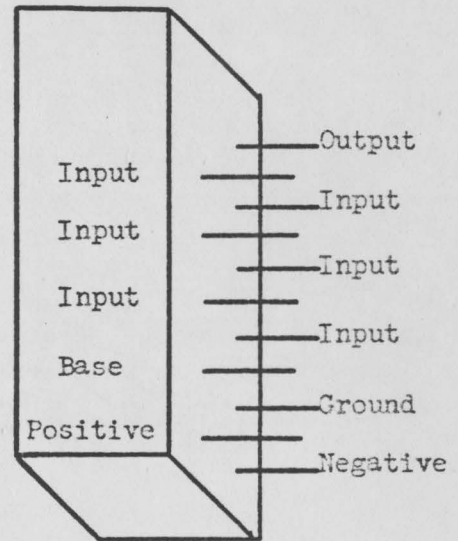 Output
Input
Input
Input
Input
Input
Input
Base
Ground
Positive
Negative